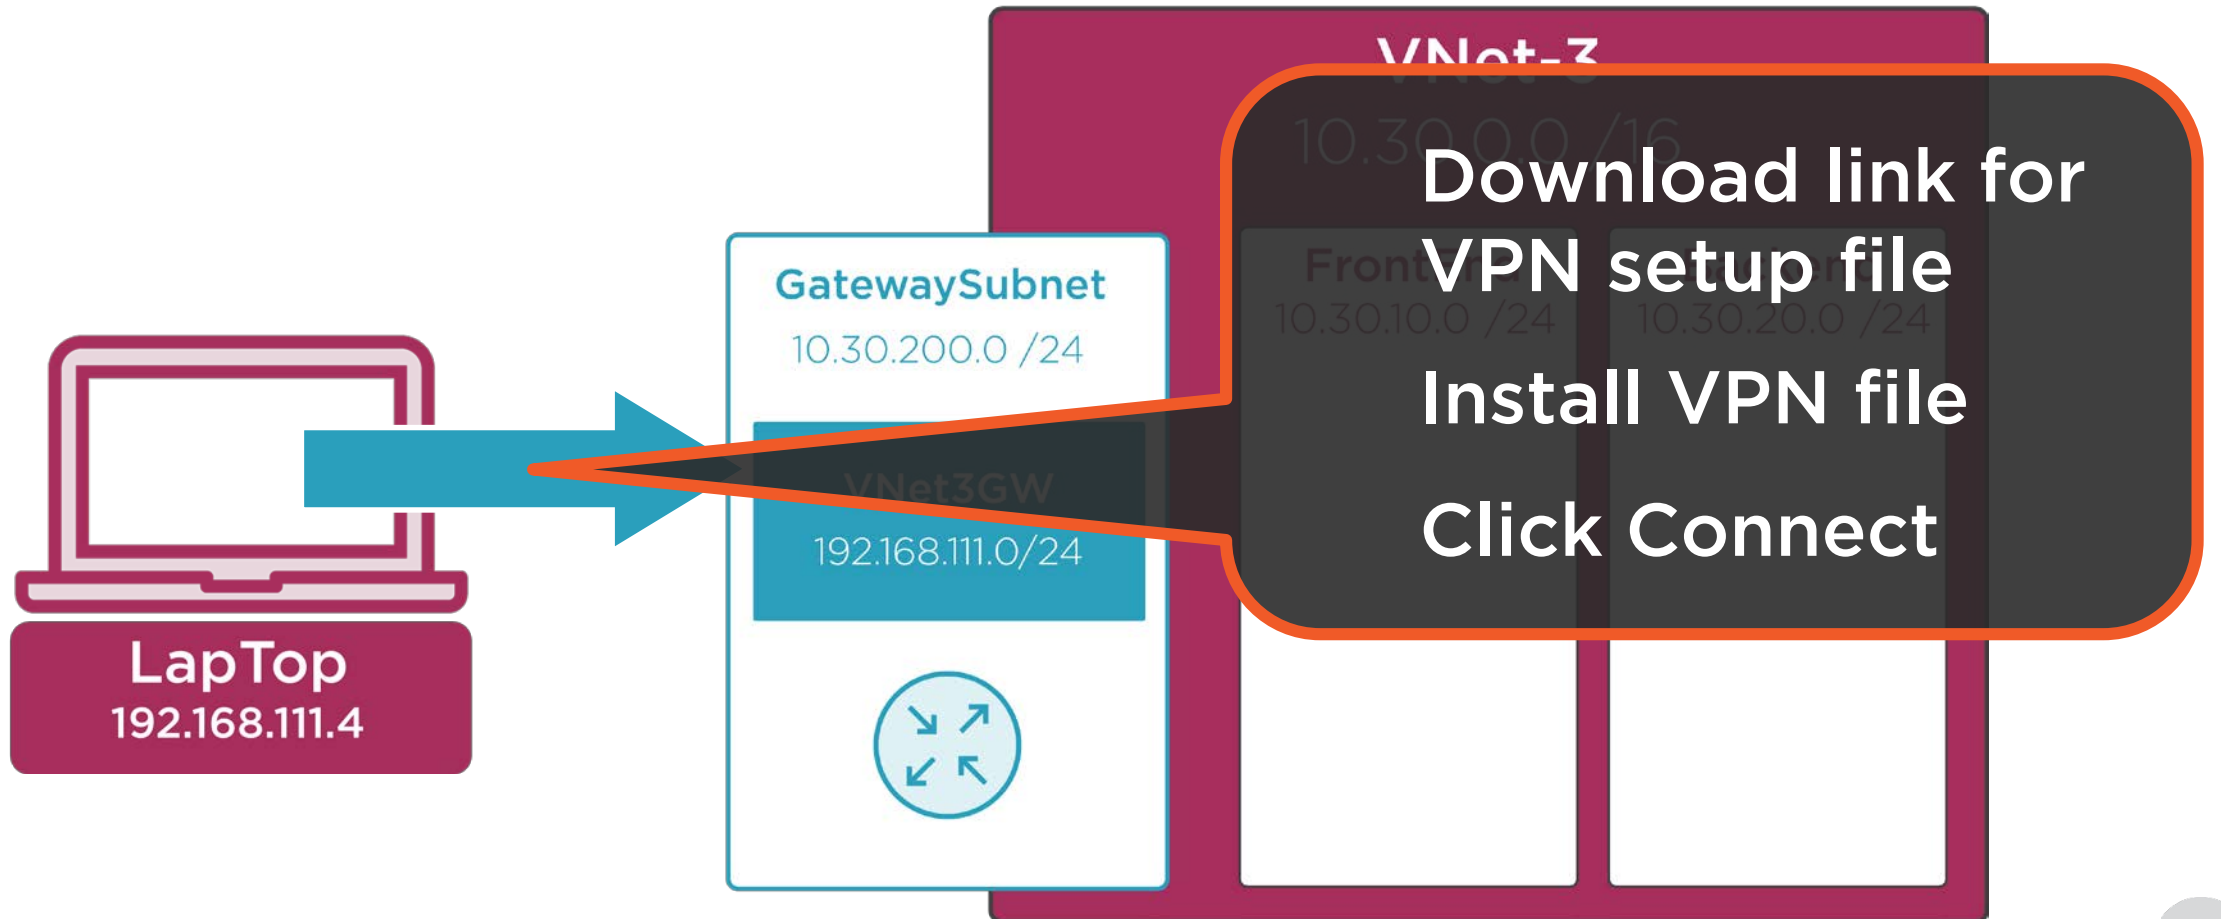 VNet-3
10.30.0.0 /16
Download link for
VPN setup file
Install VPN file
Click Connect
GatewaySubnet
10.30.200.0 /24
VNet3GW
192.168.111.0/24
FrontEnd
10.30.10.0 /24
Backend
10.30.20.0 /24
LapTop
192.168.111.4